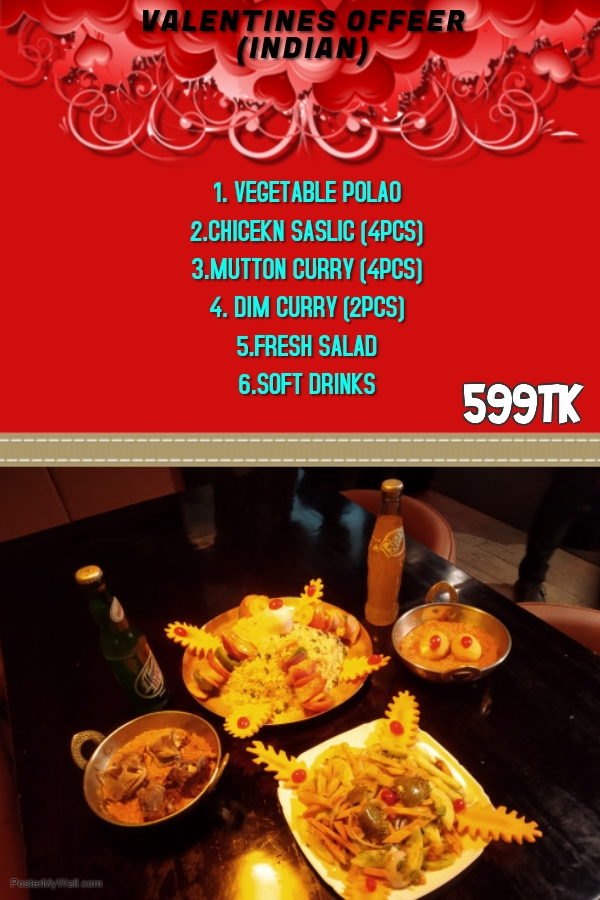 VALENTINES OFFEER
(INDIAN)
1. VEGETABLE POLAO
2.CHICEKN SASLIC (4PCS)
3.MUTTON CURRY (4PCS)
4. DIM CURRY (2PCS)
5.FRESH SALAD
6.SOFT DRINKS
599TK
PosterMyWall.com